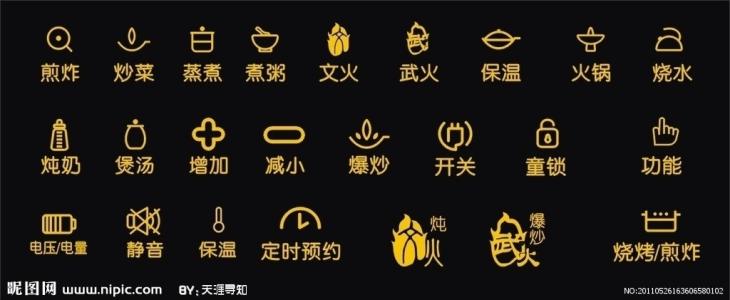 煎炸 炒菜 蒸煮 煮粥 文火 武火 保温 火锅 烧水
炖奶 煲汤 增加 减小 爆炒 开关 童锁 功能
电压/电量 静音 保温 定时预约 炖火 武火 爆炒 烧烤/煎炸
昵图网 www.nipic.com BY: 天涯寻知 NO:20110526163606580102